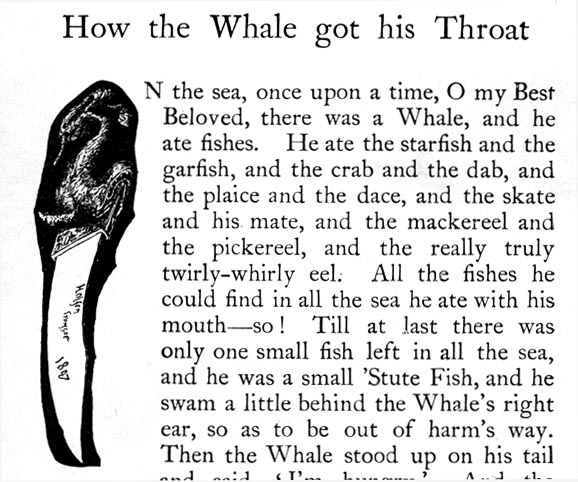 How the Whale got his Throat
N the sea, once upon a time, O my Best
Beloved, there was a Whale, and he
ate fishes. He ate the starfish and the
garfish, and the crab and the dab, and
the plaice and the dace, and the skate
and his mate, and the mackereel and
the pickereel, and the really truly
twirly-whirly eel. All the fishes he
could find in all the sea he ate with his
mouth—so! Till at last there was
only one small fish left in all the sea,
and he was a small 'Stute Fish, and he
swam a little behind the Whale's right
ear, so as to be out of harm's way.
Then the Whale stood up on his tail
and said, 'I'm hungry.' And the
1897